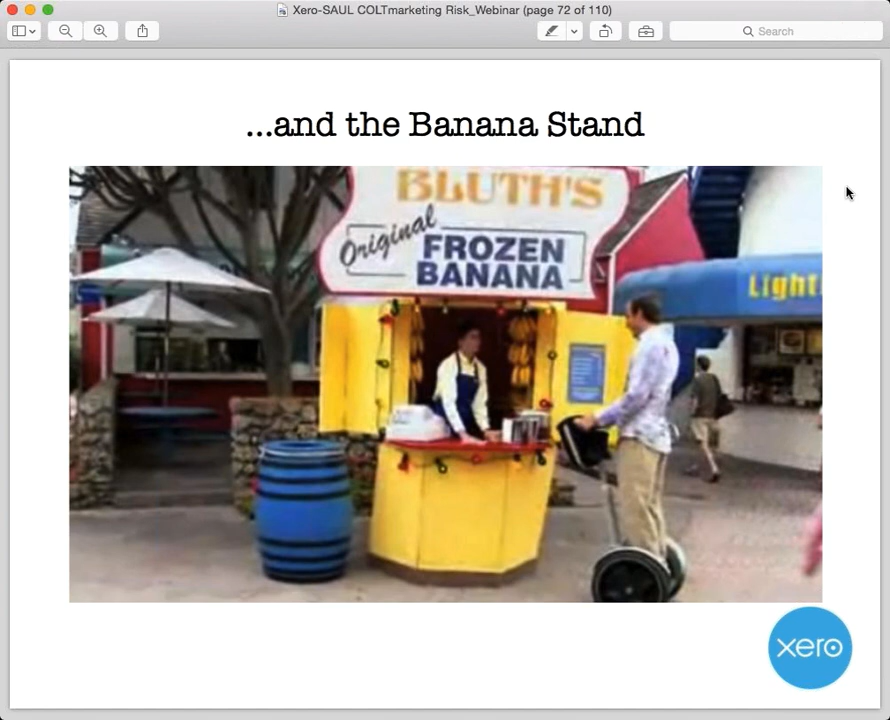 Xero-SAUL COLTmarketing Risk_Webinar (page 72 of 110)
Search
...and the Banana Stand
BLUTH'S
Original
FROZEN
BANANA
Light
xero